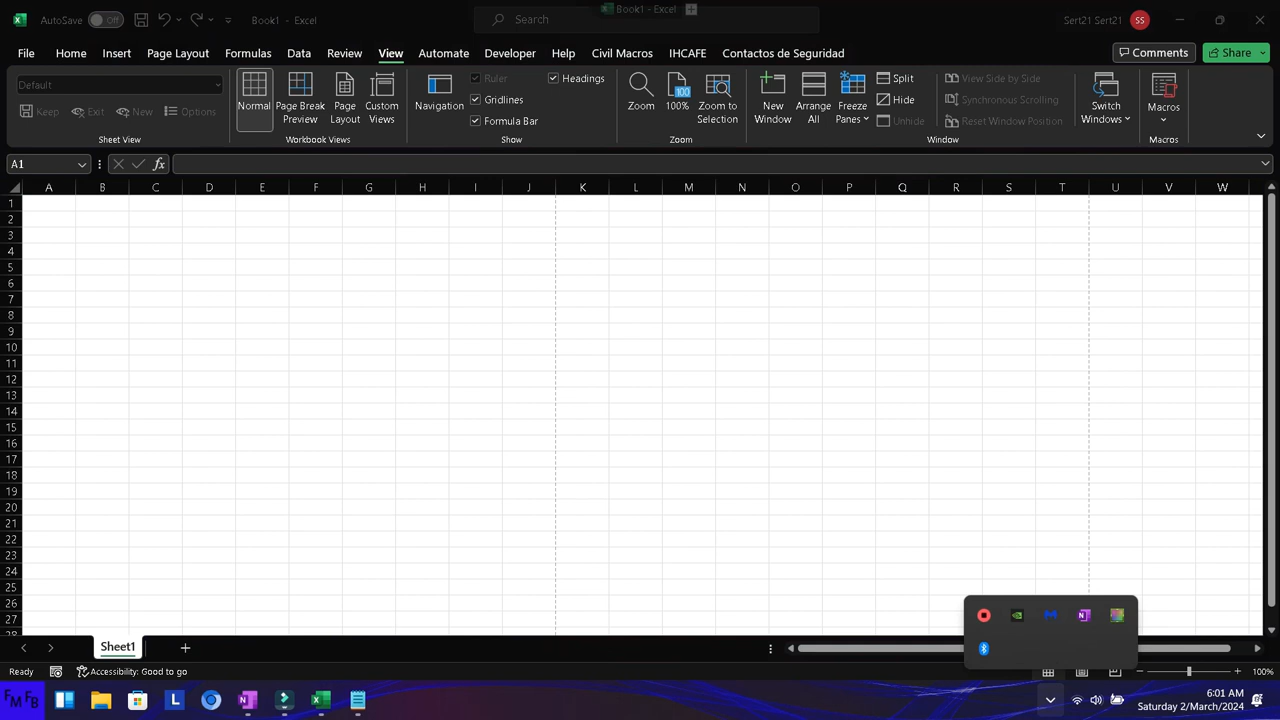 AutoSave Off Book1 - Excel Search Book1 - Excel Sert21 Sert21 SS
File Home Insert Page Layout Formulas Data Review View Automate Developer Help Civil Macros IHCAFE Contactos de Seguridad Comments Share
Default
Keep Exit New Options
Sheet View
Normal
Page Break Preview
Page Layout
Custom Views
Workbook Views
Navigation
Ruler
Gridlines
Formula Bar
Headings
Show
Zoom
100
100%
Zoom to Selection
Zoom
New Window
Arrange All
Freeze Panes
Split
Hide
Unhide
View Side by Side
Synchronous Scrolling
Reset Window Position
Switch Windows
Window
Macros
Macros
A1 fx
A B C D E F G H I J K L M N O P Q R S T U V W
1
2
3
4
5
6
7
8
9
10
11
12
13
14
15
16
17
18
19
20
21
22
23
24
25
26
27
28
N
Sheet1
Ready Accessibility: Good to go 100%
FM FB L N 6:01 AM
Saturday 2/March/2024